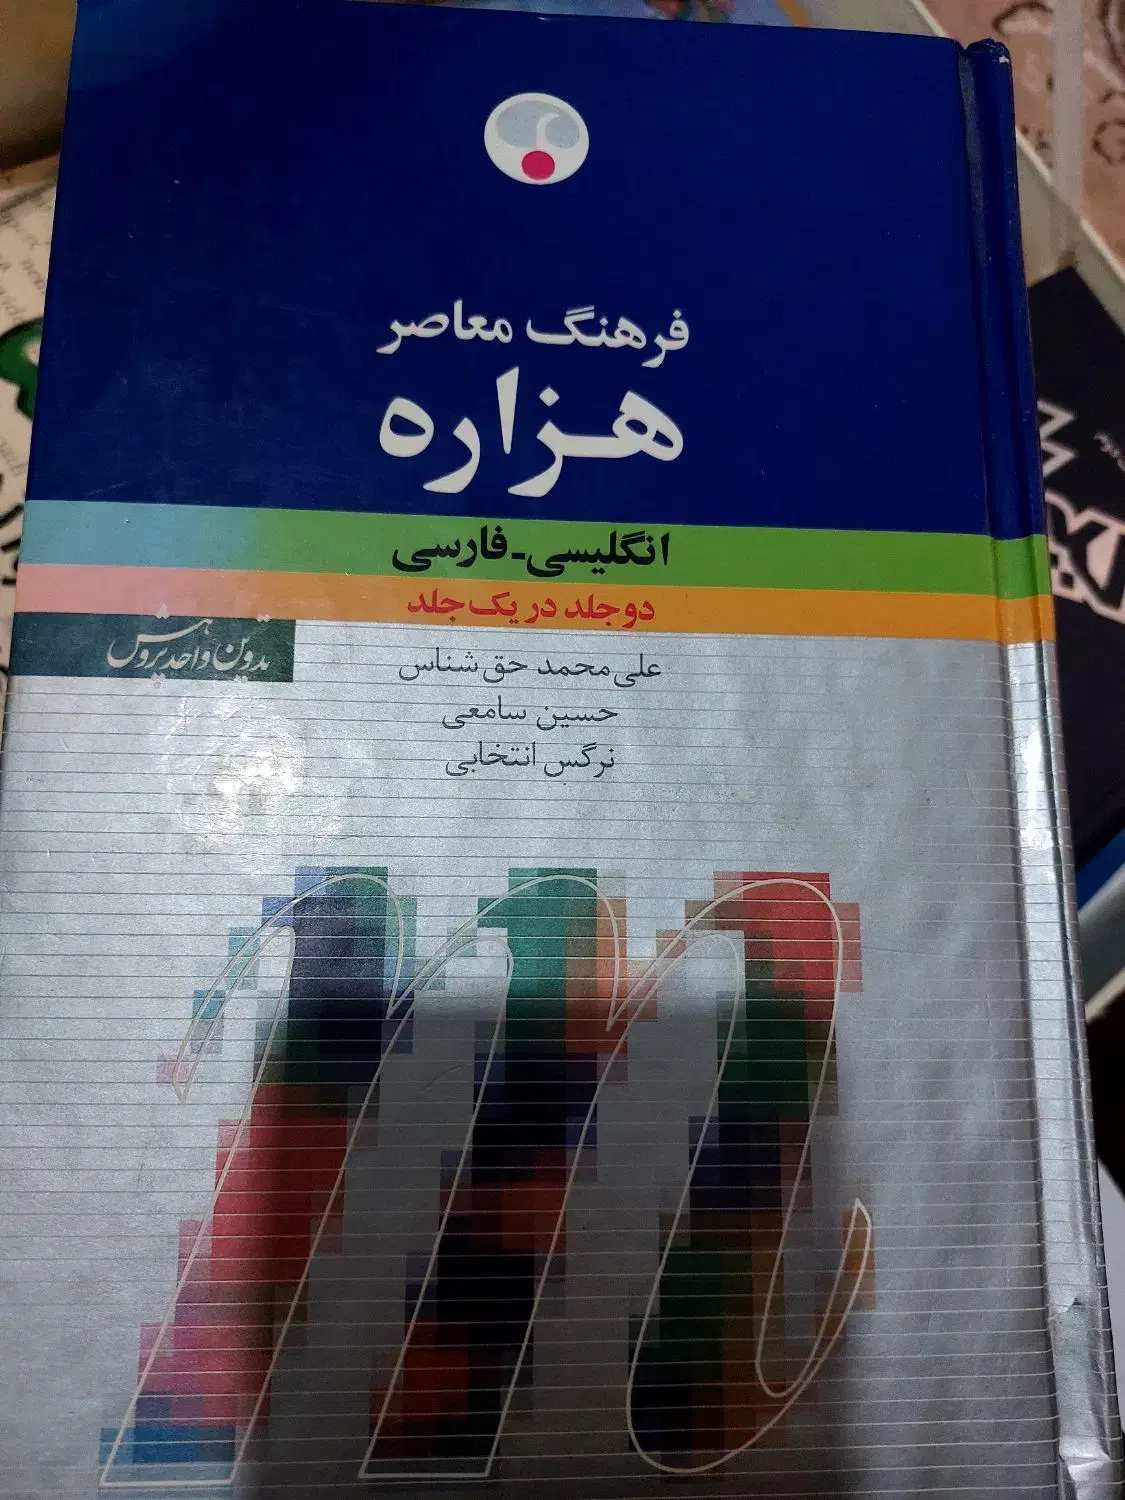 فرهنگ معاصر
هزاره
انگلیسی - فارسی
دو جلد در یک جلد
تدوین واحد پژوهش
علی محمد حق شناس
حسین سامعی
نرگس انتخابی